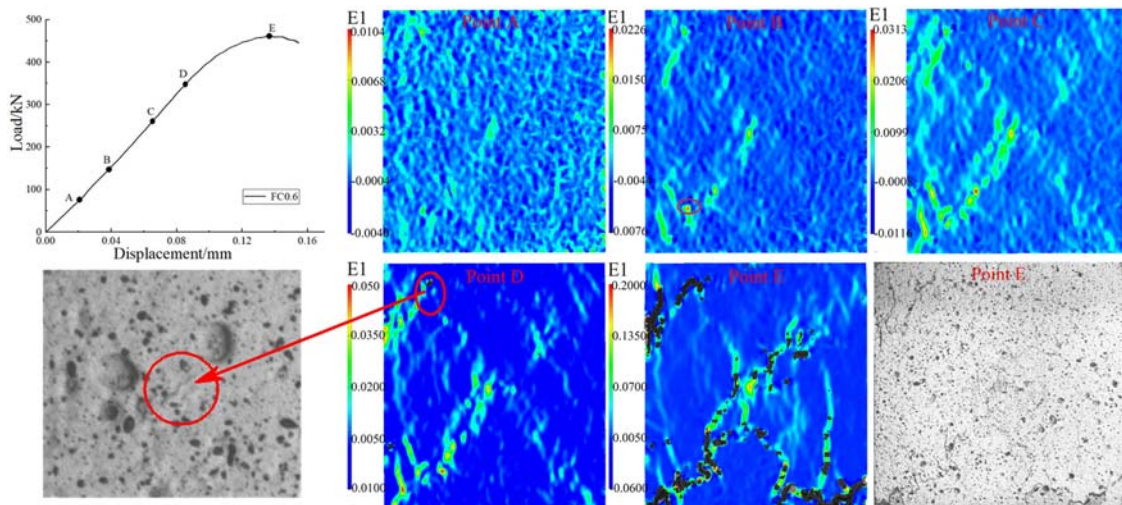 500
450
400
300
200
100
0
0.00
0.04
0.08
0.12
0.16
Load/kN
Displacement/mm
A
B
C
D
E
FC0.6
E1
Point A
0.0104
0.0068
0.0032
-0.0004
-0.0040
E1
Point B
0.0226
0.0150
0.0075
-0.0044
0.0076
E1
Point C
0.0313
0.0206
0.0099
-0.0008
-0.0116
E1
Point D
0.050
0.0350
0.0200
0.0050
0.0100
E1
Point E
0.2000
0.1350
0.0700
0.0050
-0.0600
Point E